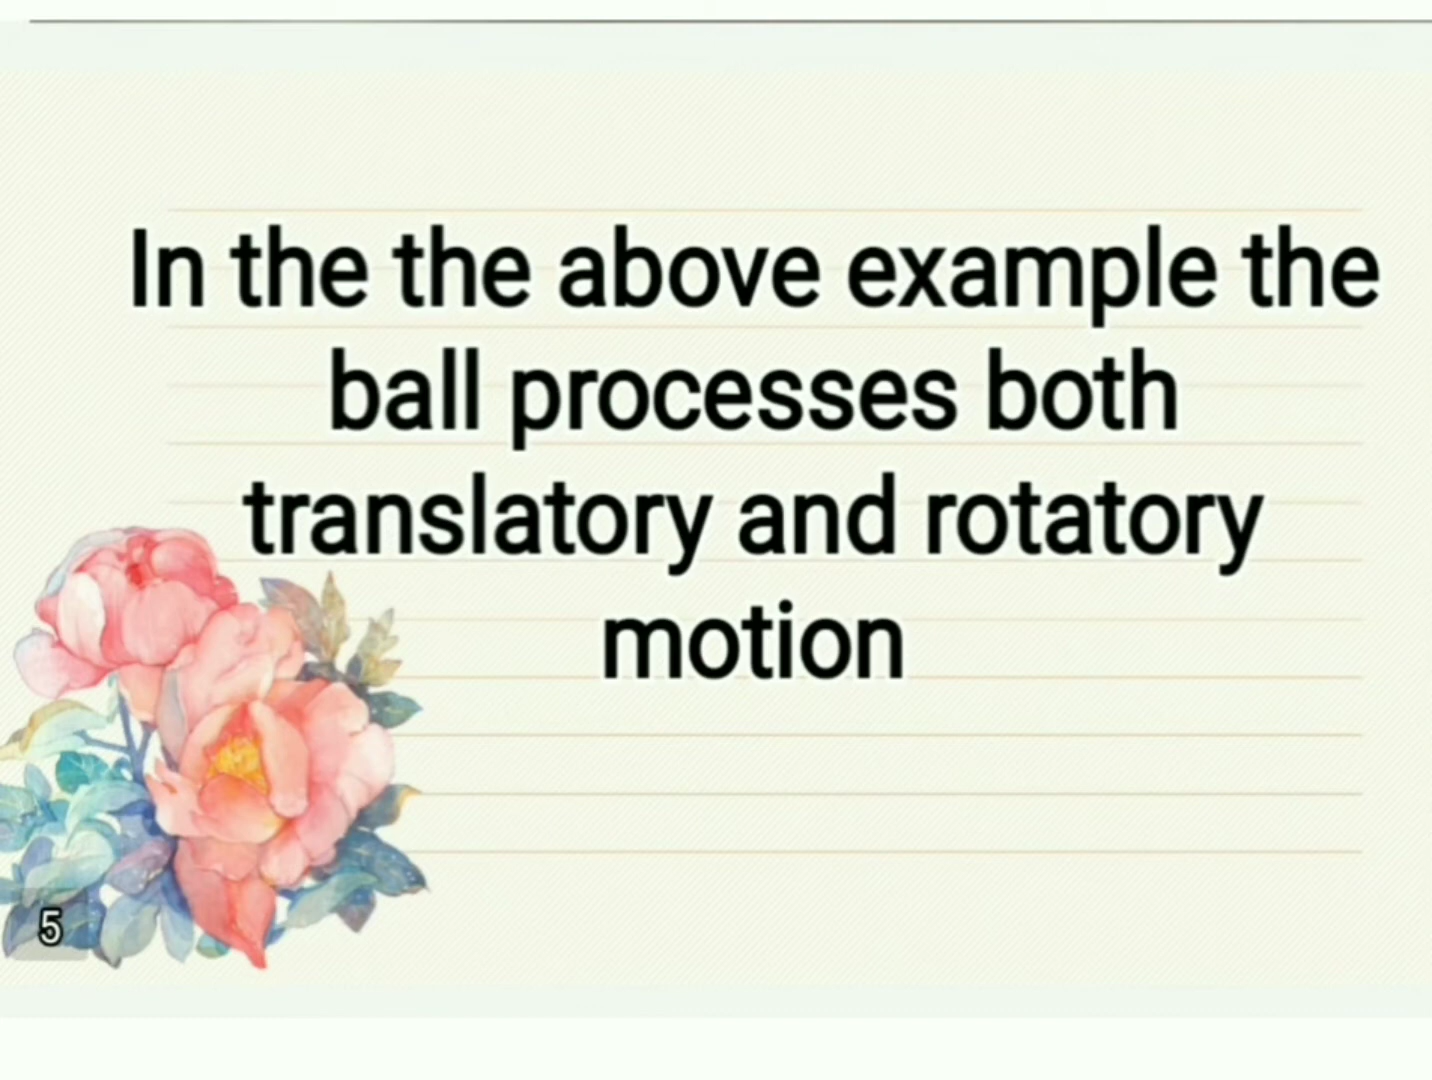 In the the above example the
ball processes both
translatory and rotatory
motion
5